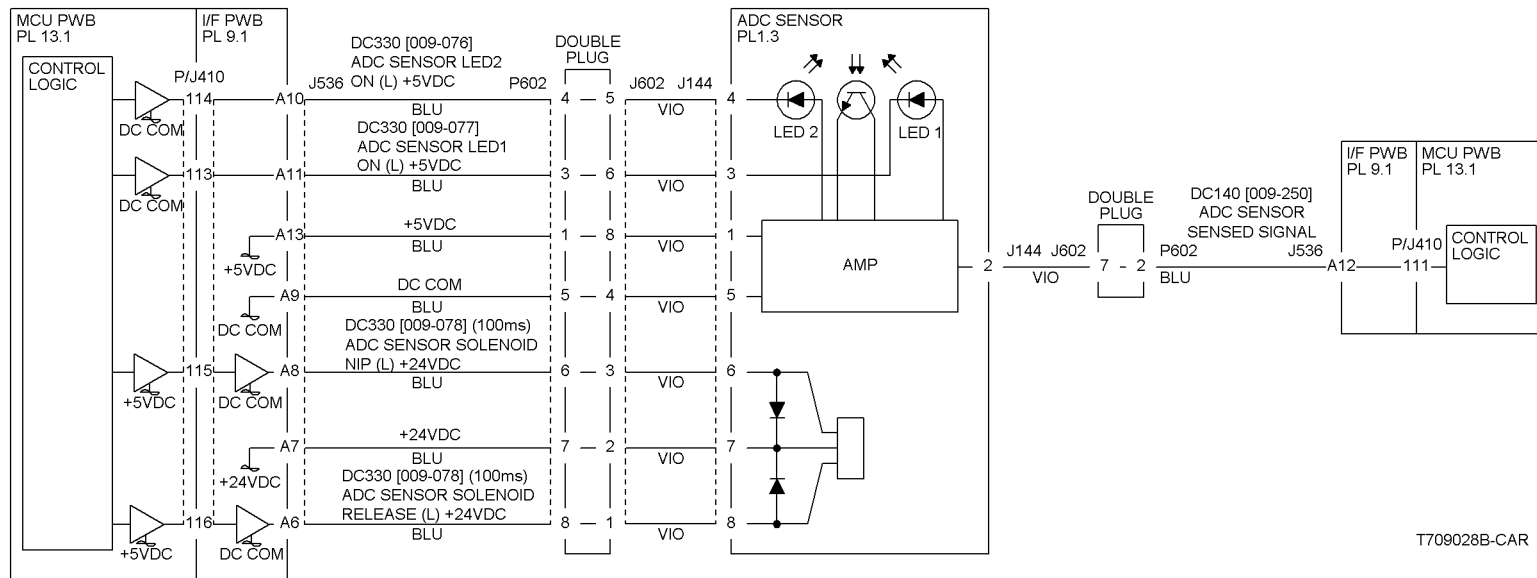 MCU PWB
PL 13.1
I/F PWB
PL 9.1
CONTROL
LOGIC
P/J410
J536
DC330 [009-076]
ADC SENSOR LED2
ON (L) +5VDC
P602
DOUBLE
PLUG
J602 J144
ADC SENSOR
PL1.3
DC COM
114
A10
BLU
4 5
VIO
4
LED 2
LED 1
DC330 [009-077]
ADC SENSOR LED1
ON (L) +5VDC
DC COM
113
A11
BLU
3 6
VIO
3
+5VDC
A13
+5VDC
BLU
1 8
VIO
1
AMP
2
DC COM
A9
DC COM
BLU
5 4
VIO
5
DC330 [009-078] (100ms)
ADC SENSOR SOLENOID
NIP (L) +24VDC
+5VDC
115
DC COM
A8
BLU
6 3
VIO
6
+24VDC
A7
+24VDC
BLU
7 2
VIO
7
DC330 [009-078] (100ms)
ADC SENSOR SOLENOID
RELEASE (L) +24VDC
+5VDC
116
DC COM
A6
BLU
8 1
VIO
8
J144 J602
VIO
DOUBLE
PLUG
7 - 2
P602
BLU
DC140 [009-250]
ADC SENSOR
SENSED SIGNAL
J536
A12
I/F PWB
PL 9.1
MCU PWB
PL 13.1
P/J410
111
CONTROL
LOGIC
T709028B-CAR